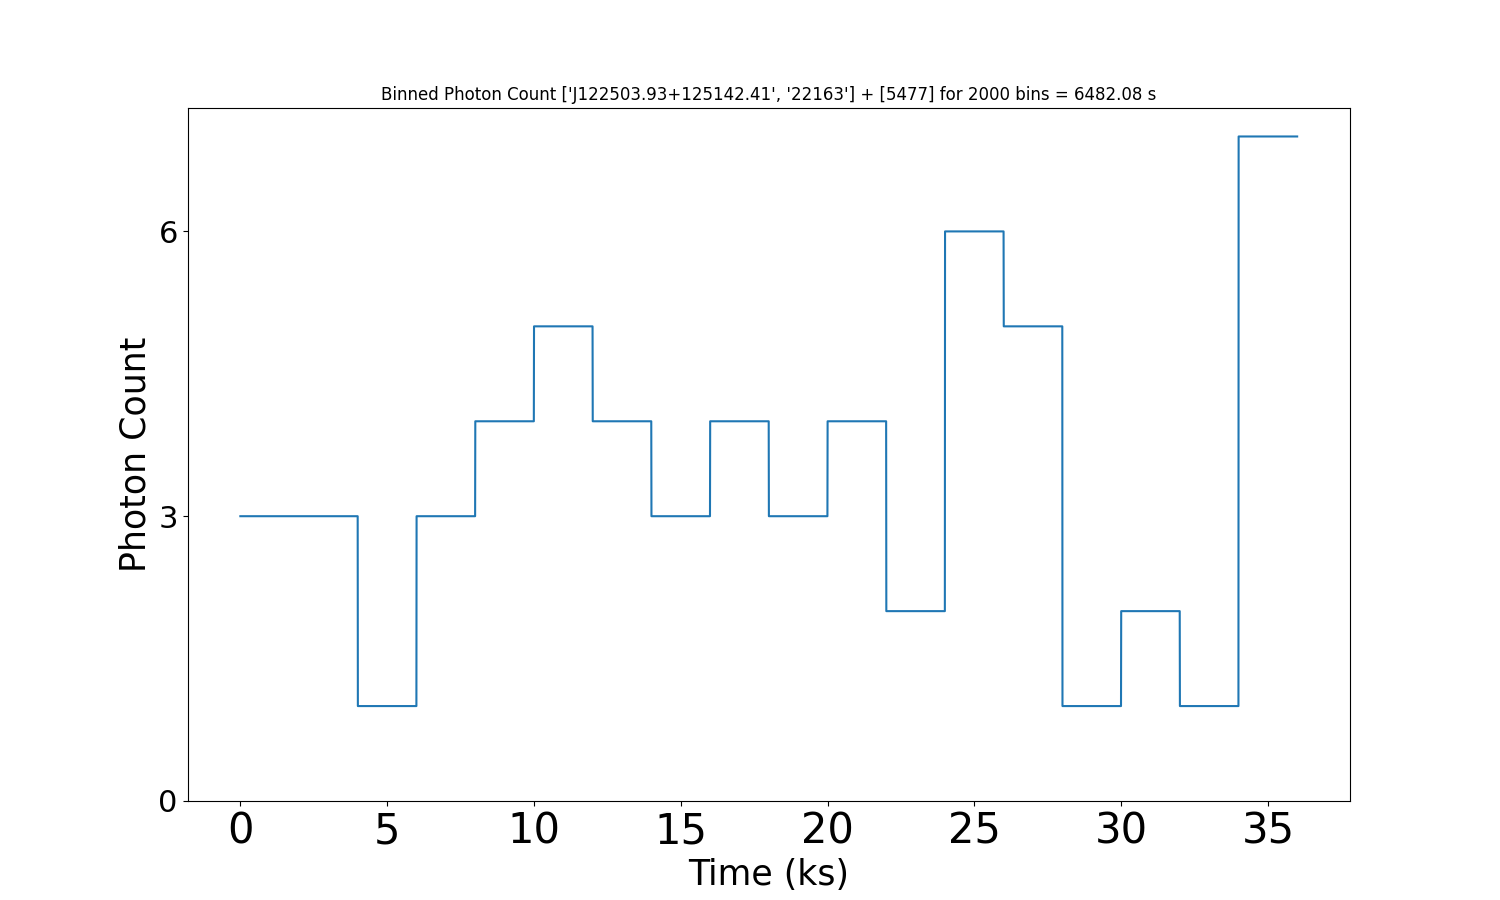 Binned Photon Count ['J122503.93+125142.41', '22163'] + [5477] for 2000 bins = 6482.08 s
6
3
0
Photon Count
0 5 10 15 20 25 30 35
Time (ks)